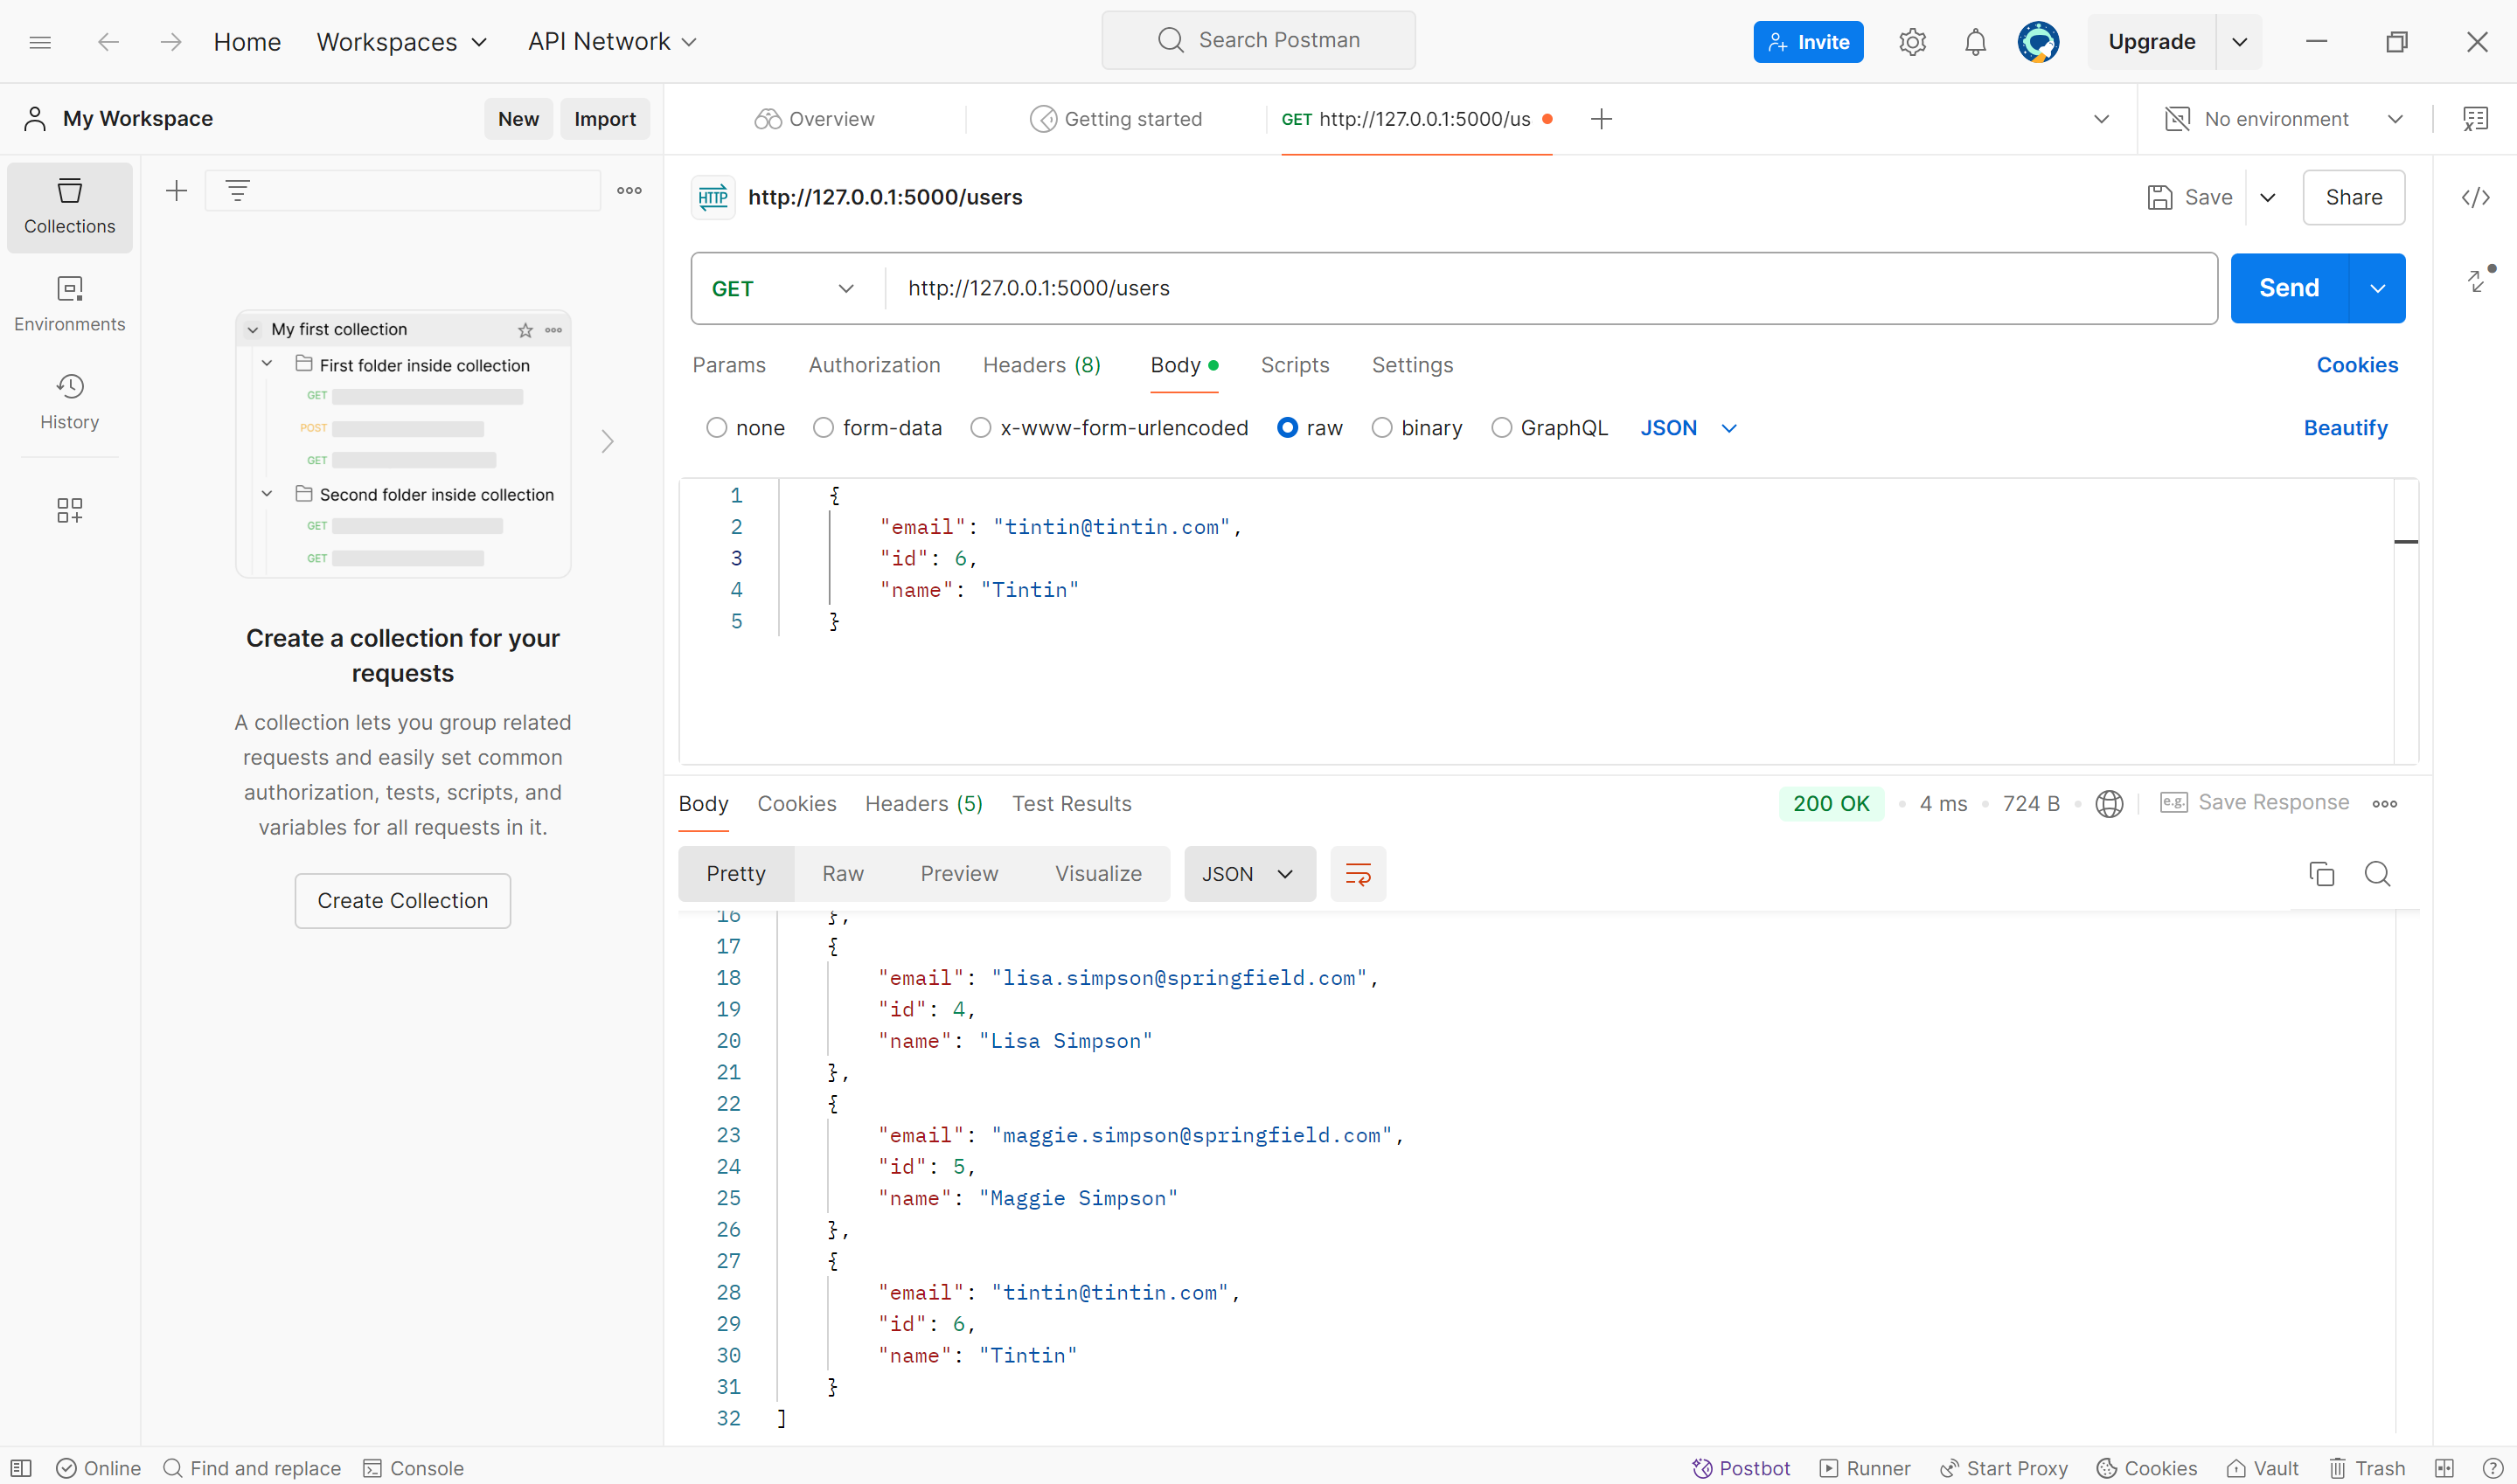 Home Workspaces API Network Search Postman Invite Upgrade
My Workspace New Import Overview Getting started GET http://127.0.0.1:5000/us No environment
Collections
Environments
History
My first collection
First folder inside collection
GET
POST
GET
Second folder inside collection
GET
GET
Create a collection for your
requests
A collection lets you group related
requests and easily set common
authorization, tests, scripts, and
variables for all requests in it.
Create Collection
HTTP http://127.0.0.1:5000/users Save Share
GET http://127.0.0.1:5000/users Send
Params Authorization Headers (8) Body Scripts Settings Cookies
none form-data x-www-form-urlencoded raw binary GraphQL JSON Beautify
1 {
2 "email": "tintin@tintin.com",
3 "id": 6,
4 "name": "Tintin"
5 }
Body Cookies Headers (5) Test Results 200 OK 4 ms 724 B e.g. Save Response
Pretty Raw Preview Visualize JSON
16 },
17 {
18 "email": "lisa.simpson@springfield.com",
19 "id": 4,
20 "name": "Lisa Simpson"
21 },
22 {
23 "email": "maggie.simpson@springfield.com",
24 "id": 5,
25 "name": "Maggie Simpson"
26 },
27 {
28 "email": "tintin@tintin.com",
29 "id": 6,
30 "name": "Tintin"
31 }
32 ]
Online Find and replace Console Postbot Runner Start Proxy Cookies Vault Trash